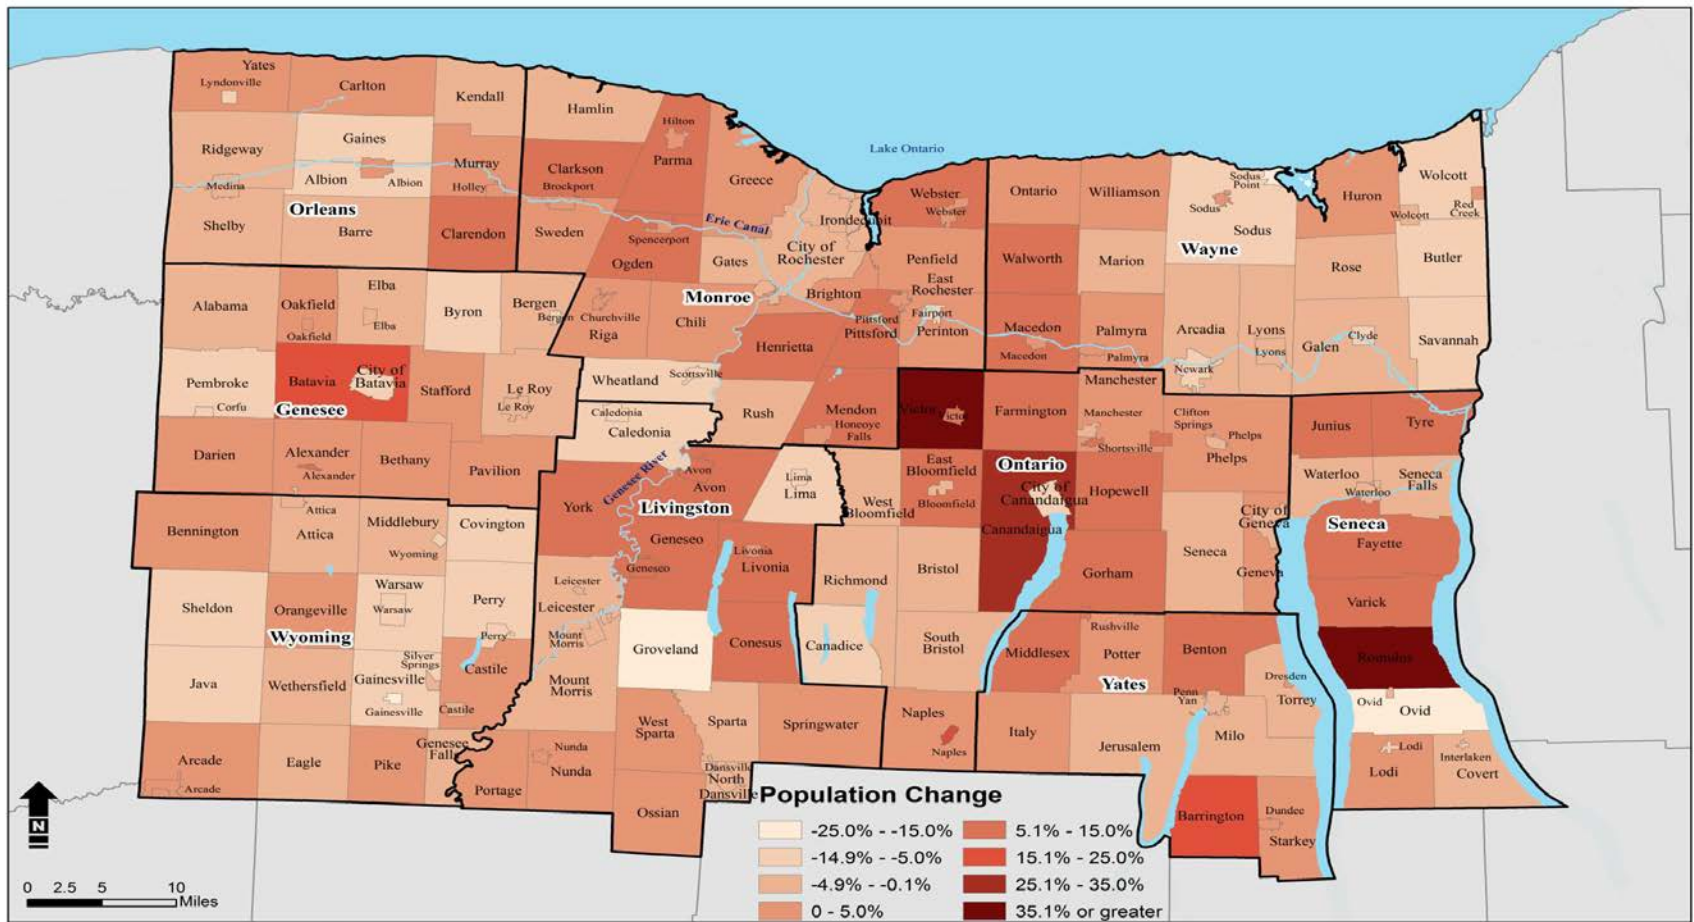 Lake Ontario
Yates
Lyndonville
Carlton
Kendall
Ridgeway
Gaines
Murray
Medina
Albion
Albion
Holley
Orleans
Shelby
Barre
Clarendon
Hamlin
Hilton
Parma
Clarkson
Brockport
Greece
Sweden
Erie Canal
Irondequoit
Spencerport
Ogden
Gates
City of
Rochester
Webster
Webster
Penfield
East
Rochester
Monroe
Brighton
Churchville
Riga
Chili
Pittsford
Pittsford
Fairport
Perinton
Henrietta
Scottsville
Wheatland
Rush
Mendon
Honeoye
Falls
Ontario
Williamson
Sodus
Point
Sodus
Sodus
Huron
Wolcott
Wolcott
Red
Creek
Wayne
Walworth
Marion
Rose
Butler
Macedon
Macedon
Palmyra
Palmyra
Arcadia
Newark
Lyons
Lyons
Galen
Clyde
Savannah
Alabama
Oakfield
Oakfield
Elba
Elba
Byron
Bergen
Bergen
Pembroke
Corfu
Batavia
City of
Batavia
Genesee
Stafford
Le Roy
Le Roy
Darien
Alexander
Alexander
Bethany
Pavilion
Caledonia
Caledonia
Genesee River
York
Avon
Avon
Lima
Lima
Livingston
Geneseo
Geneseo
Livonia
Livonia
Leicester
Leicester
Mount
Morris
Mount
Morris
Groveland
Conesus
West
Sparta
Sparta
Springwater
Nunda
Nunda
Portage
Ossian
Dansville
North
Dansville
Bennington
Attica
Attica
Middlebury
Wyoming
Covington
Sheldon
Orangeville
Warsaw
Warsaw
Perry
Perry
Wyoming
Java
Wethersfield
Silver
Springs
Gainesville
Gainesville
Castile
Castile
Arcade
Arcade
Eagle
Pike
Genesee
Falls
Victor
Victor
Farmington
Manchester
Manchester
Shortsville
Clifton
Springs
Phelps
Phelps
East
Bloomfield
Bloomfield
West
Bloomfield
Ontario
City of
Canandaigua
Canandaigua
Hopewell
City of
Geneva
Geneva
Seneca
Gorham
Richmond
Bristol
Canadice
South
Bristol
Naples
Naples
Junius
Tyre
Waterloo
Waterloo
Seneca
Falls
Seneca
Fayette
Varick
Romulus
Ovid
Ovid
Lodi
Lodi
Interlaken
Covert
Middlesex
Rushville
Potter
Benton
Yates
Penn
Yan
Dresden
Torrey
Italy
Jerusalem
Milo
Barrington
Dundee
Starkey
Population Change
-25.0% - -15.0%
-14.9% - -5.0%
-4.9% - -0.1%
0 - 5.0%
5.1% - 15.0%
15.1% - 25.0%
25.1% - 35.0%
35.1% or greater
N
0 2.5 5 10
Miles